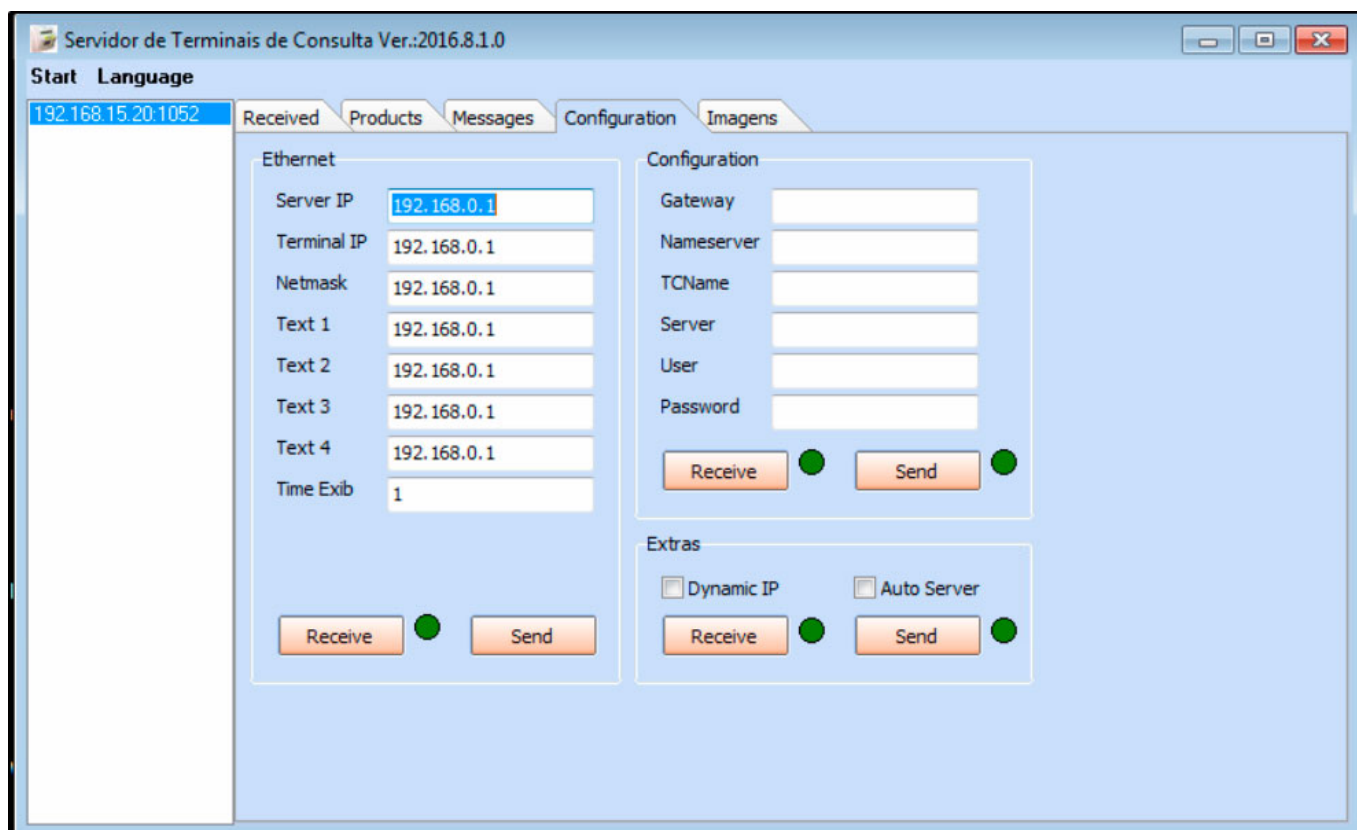 Servidor de Terminais de Consulta Ver.:2016.8.1.0
Start Language
192.168.15.20:1052
Received Products Messages Configuration Imagens
Ethernet
Server IP 192.168.0.1
Terminal IP 192.168.0.1
Netmask 192.168.0.1
Text 1 192.168.0.1
Text 2 192.168.0.1
Text 3 192.168.0.1
Text 4 192.168.0.1
Time Exib 1
Receive Send
Configuration
Gateway
Nameserver
TCName
Server
User
Password
Receive Send
Extras
Dynamic IP Auto Server
Receive Send